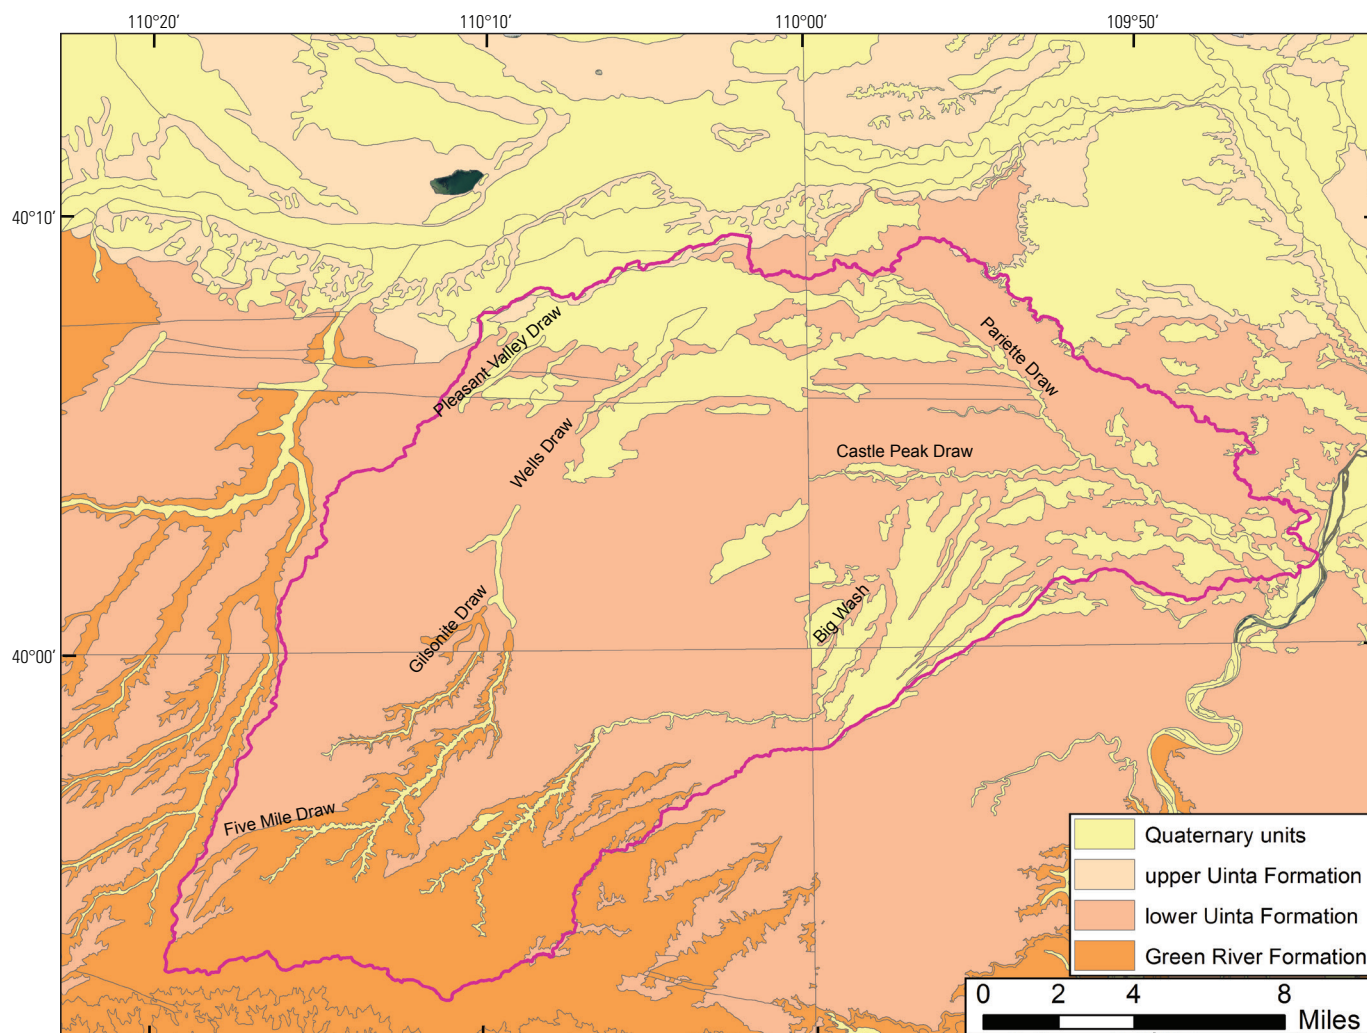 110°20'
110°10'
110°00'
109°50'
40°10'
Pleasant Valley Draw
Pariette Draw
Wells Draw
Castle Peak Draw
Gilsonite Draw
Big Wash
40°00'
Five Mile Draw
Quaternary units
upper Uinta Formation
lower Uinta Formation
Green River Formation
0 2 4 8
Miles